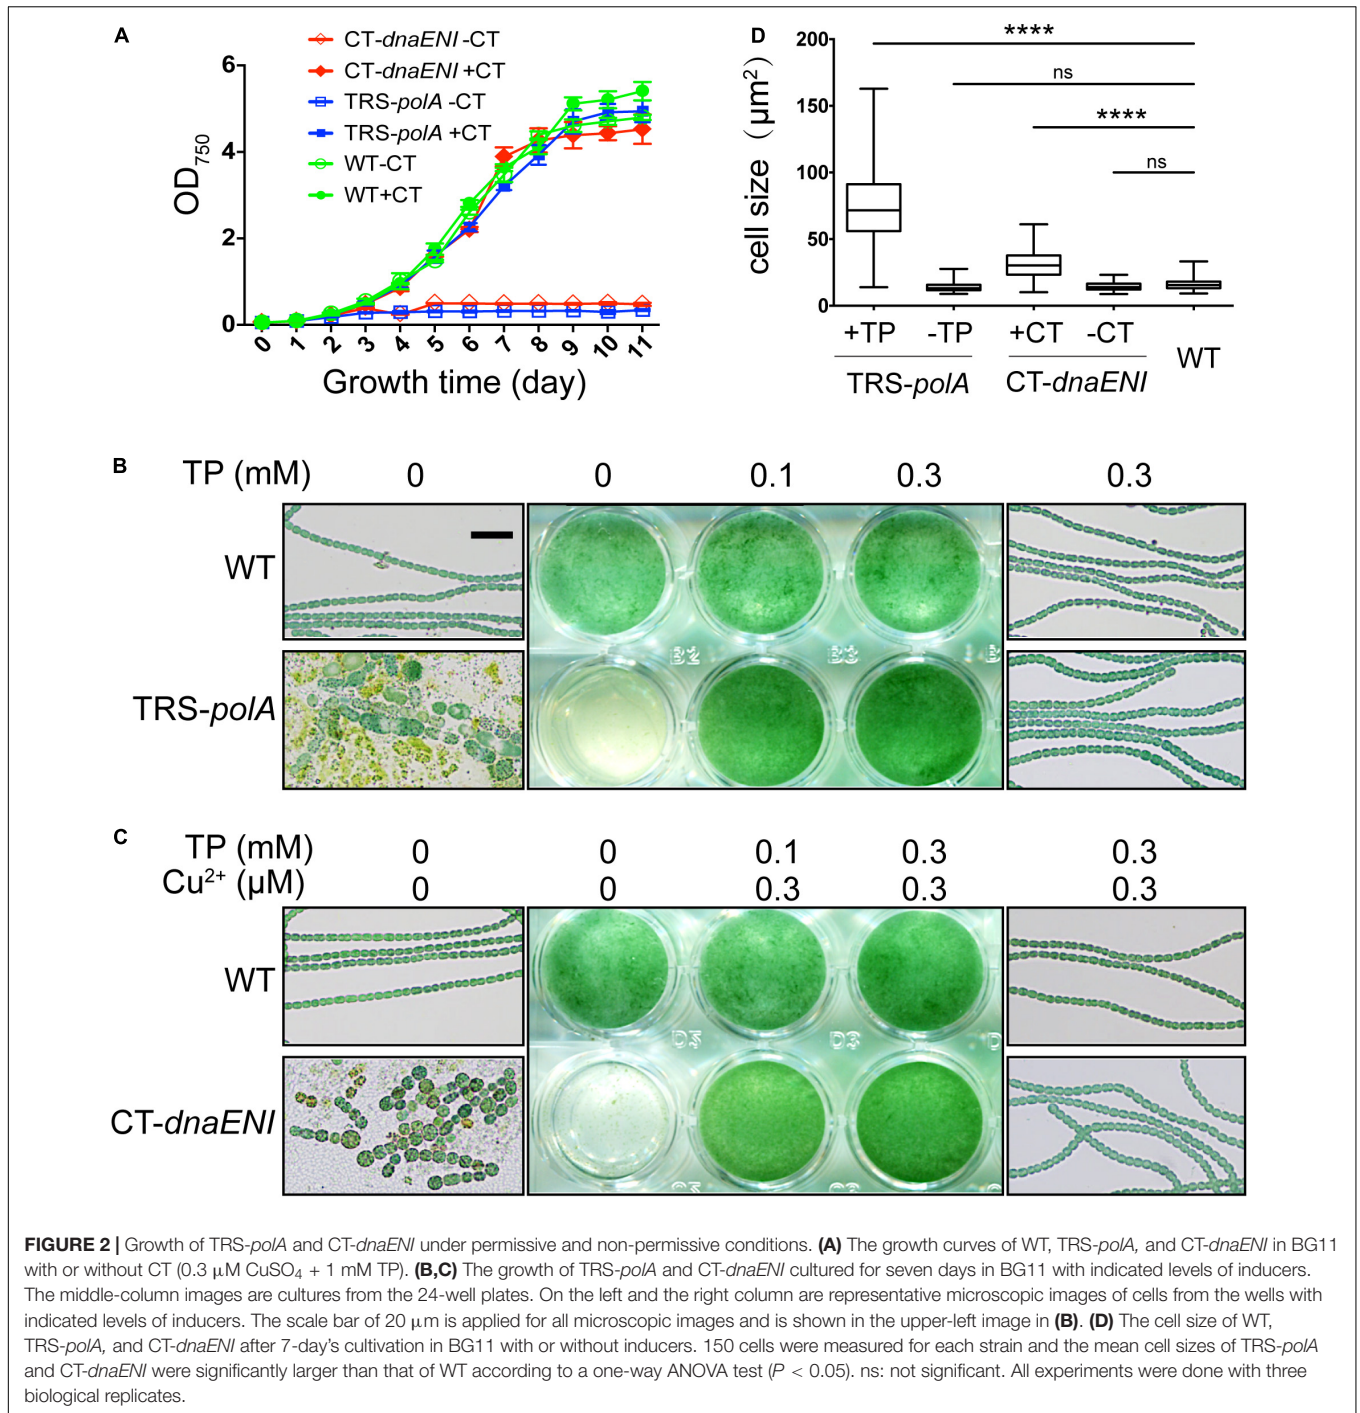 A
CT-dnaENI -CT
CT-dnaENI +CT
TRS-polA -CT
TRS-polA +CT
WT-CT
WT+CT
OD750
6
4
2
0
0 1 2 3 4 5 6 7 8 9 10 11
Growth time (day)
D
cell size (μm²)
200
150
100
50
0
****
ns
****
ns
+TP -TP +CT -CT WT
TRS-polA CT-dnaENI
B
TP (mM) 0 0 0.1 0.3 0.3
WT
TRS-polA
C
TP (mM) 0 0 0.1 0.3 0.3
Cu²⁺ (μM) 0 0 0.3 0.3 0.3
WT
D3
CT-dnaENI
FIGURE 2 | Growth of TRS-polA and CT-dnaENI under permissive and non-permissive conditions. (A) The growth curves of WT, TRS-polA, and CT-dnaENI in BG11
with or without CT (0.3 μM CuSO₄ + 1 mM TP). (B,C) The growth of TRS-polA and CT-dnaENI cultured for seven days in BG11 with indicated levels of inducers.
The middle-column images are cultures from the 24-well plates. On the left and the right column are representative microscopic images of cells from the wells with
indicated levels of inducers. The scale bar of 20 μm is applied for all microscopic images and is shown in the upper-left image in (B). (D) The cell size of WT,
TRS-polA, and CT-dnaENI after 7-day's cultivation in BG11 with or without inducers. 150 cells were measured for each strain and the mean cell sizes of TRS-polA
and CT-dnaENI were significantly larger than that of WT according to a one-way ANOVA test (P < 0.05). ns: not significant. All experiments were done with three
biological replicates.